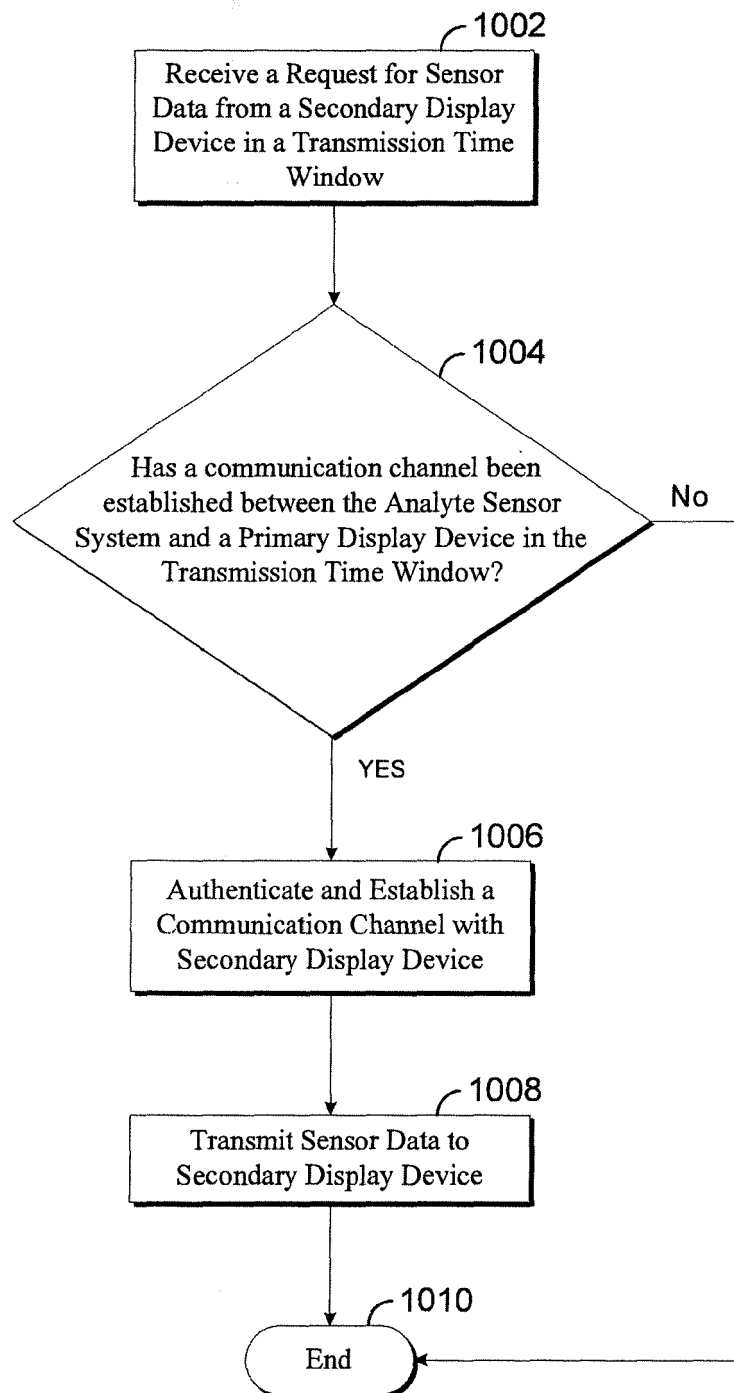 1002
Receive a Request for Sensor
Data from a Secondary Display
Device in a Transmission Time
Window
1004
Has a communication channel been
established between the Analyte Sensor
System and a Primary Display Device in the
Transmission Time Window?
No
YES
1006
Authenticate and Establish a
Communication Channel with
Secondary Display Device
1008
Transmit Sensor Data to
Secondary Display Device
1010
End